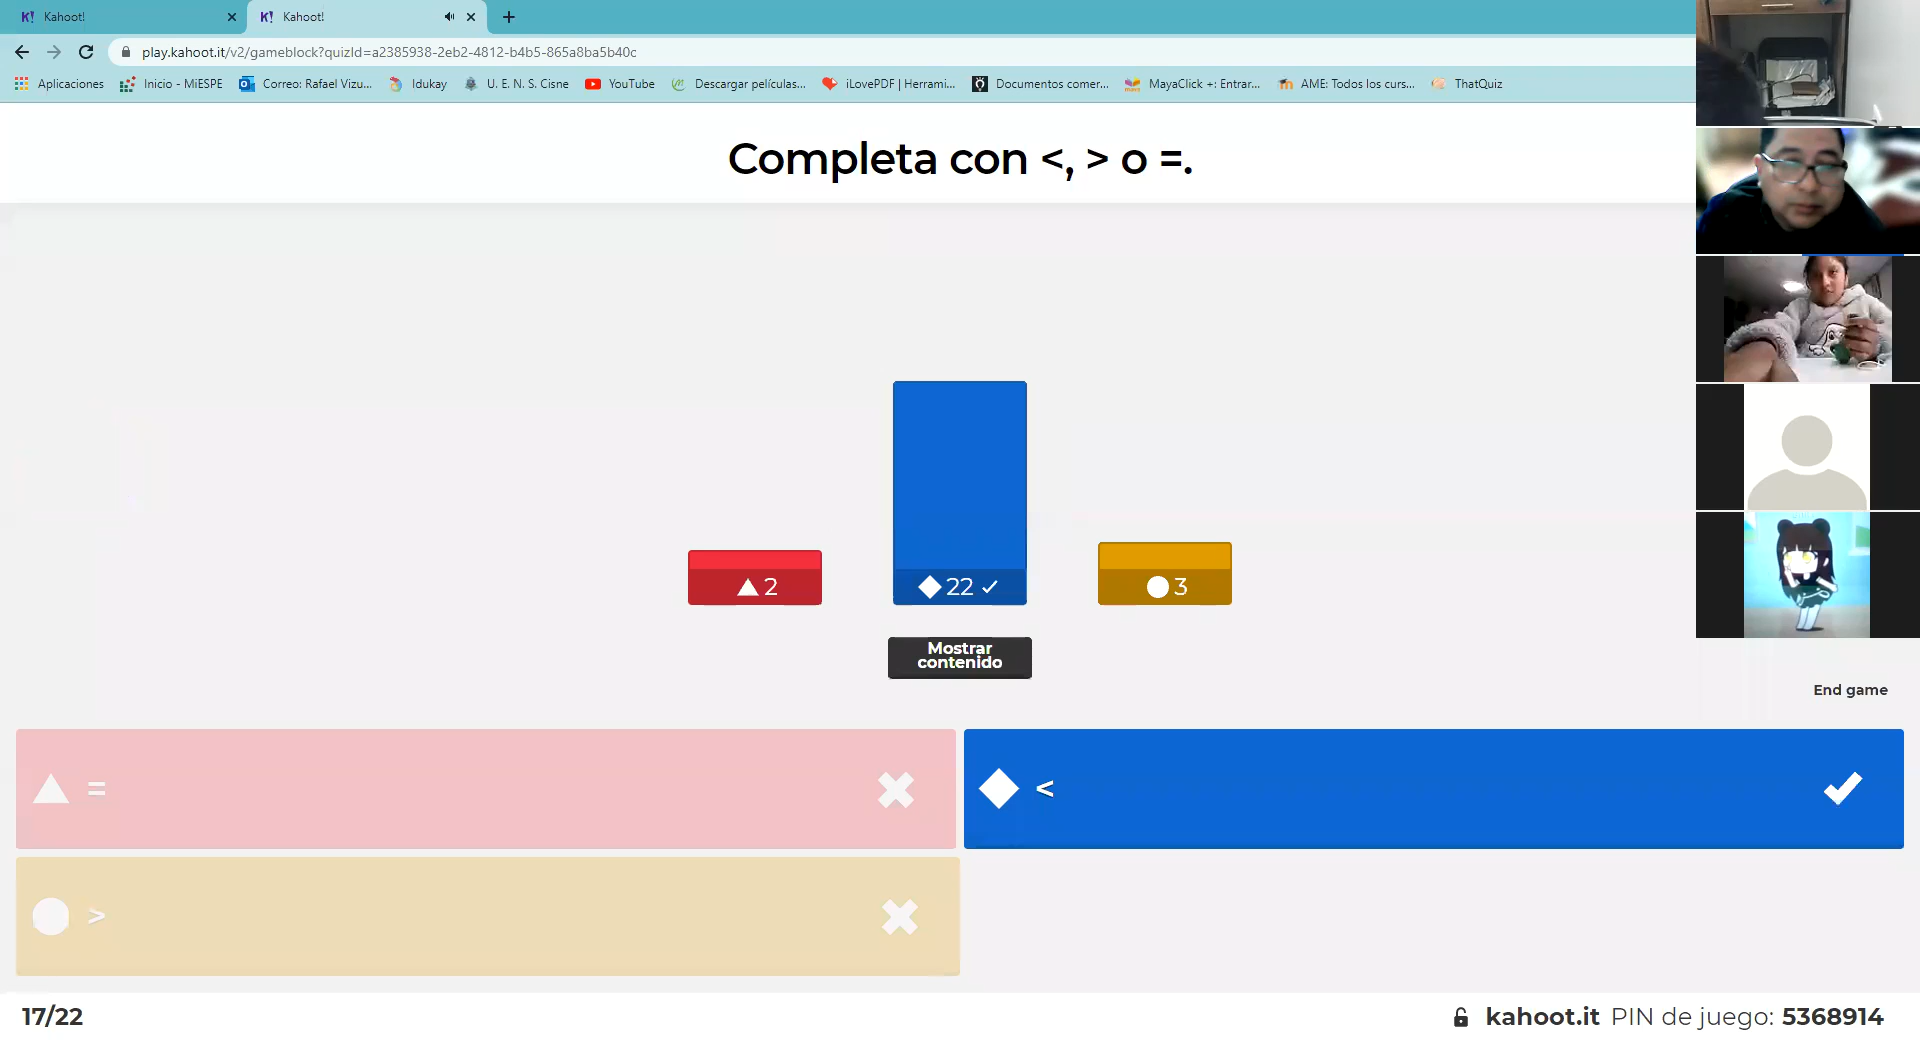 K! Kahoot!
K! Kahoot!
play.kahoot.it/v2/gameblock?quizId=a2385938-2eb2-4812-b4b5-865a8ba5b40c
Aplicaciones
Inicio - MiESPE
Correo: Rafael Vizu...
Idukay
U. E. N. S. Cisne
YouTube
Descargar películas...
iLovePDF | Herrami...
Documentos comer...
MayaClick +: Entrar...
AME: Todos los curs...
ThatQuiz
Completa con <, > o =.
2
22
3
Mostrar
contenido
End game
=
<
>
17/22
kahoot.it PIN de juego: 5368914